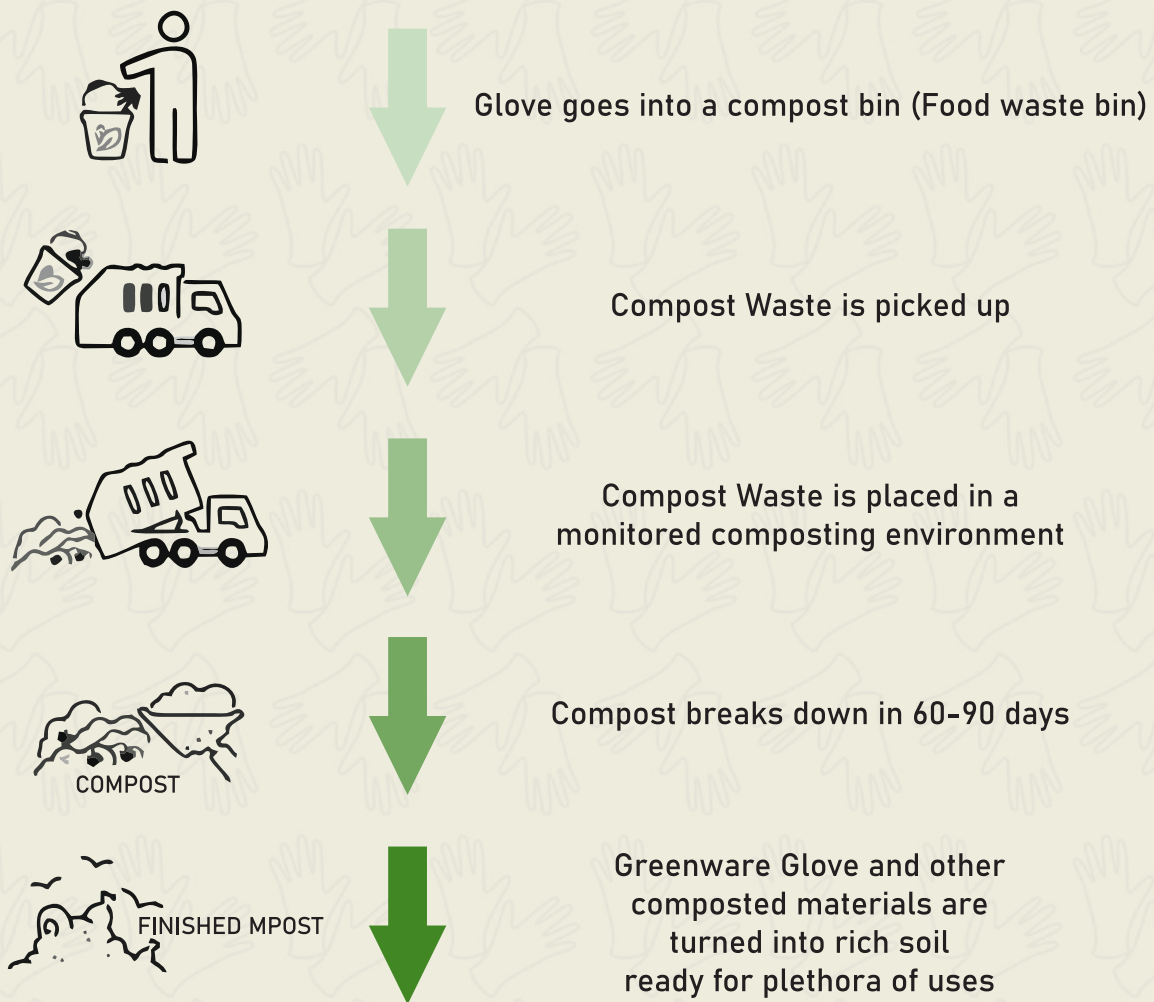 Glove goes into a compost bin (Food waste bin)
Compost Waste is picked up
Compost Waste is placed in a
monitored composting environment
Compost breaks down in 60-90 days
COMPOST
Greenware Glove and other
composted materials are
turned into rich soil
ready for plethora of uses
FINISHED MPOST